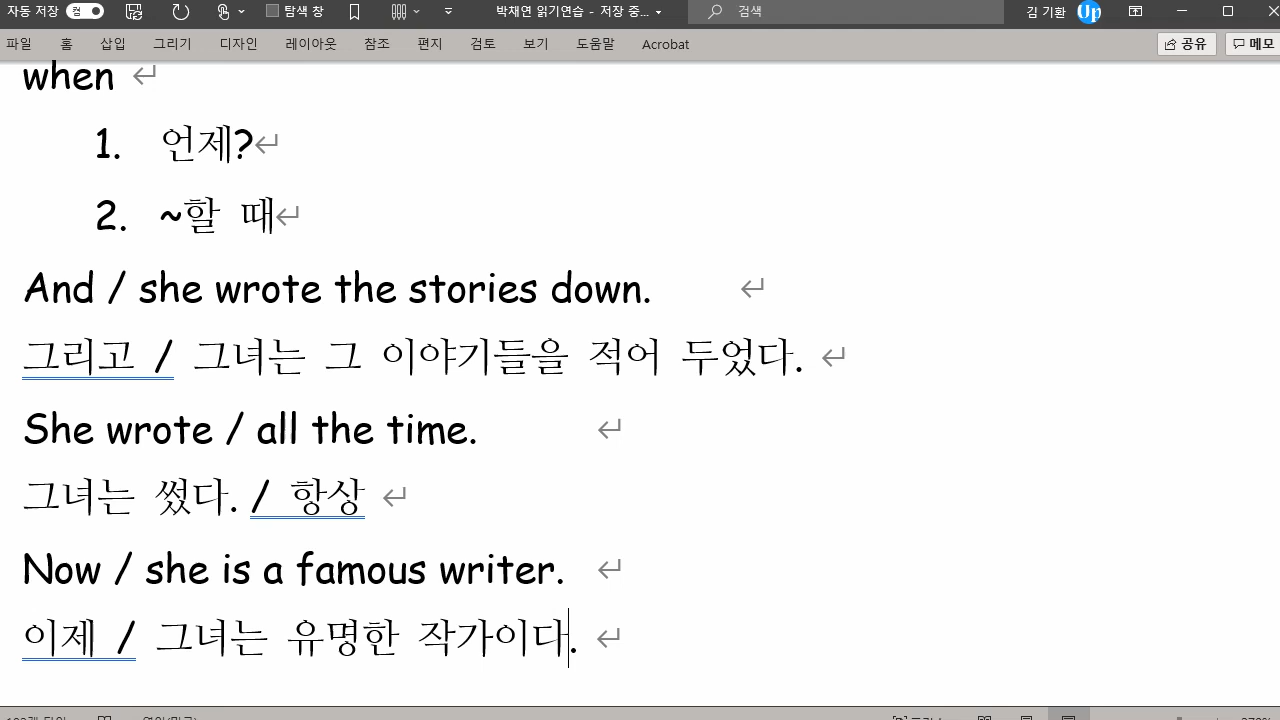 자동 저장 켬 탐색 창 박채연 읽기연습 - 저장 중... 검색 김 기환 Up
파일 홈 삽입 그리기 디자인 레이아웃 참조 편지 검토 보기 도움말 Acrobat 공유 메모
when
1. 언제?
2. ~할 때
And / she wrote the stories down.
그리고 / 그녀는 그 이야기들을 적어 두었다.
She wrote / all the time.
그녀는 썼다. / 항상
Now / she is a famous writer.
이제 / 그녀는 유명한 작가이다.